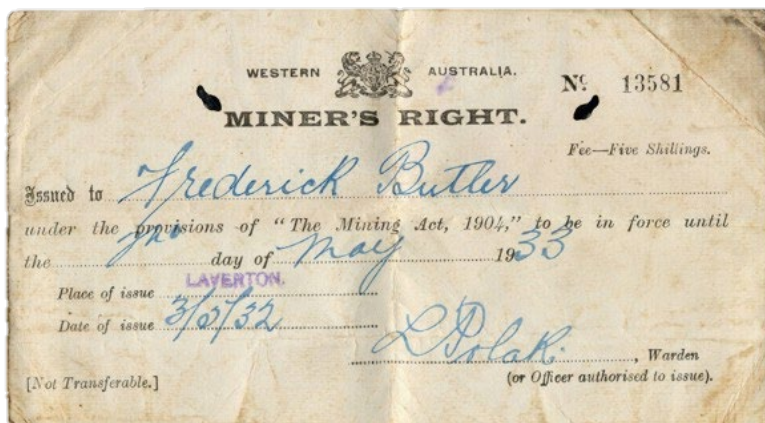 WESTERN AUSTRALIA.
No. 13581
MINER'S RIGHT.
Fee—Five Shillings.
Issued to Frederick Butler
under the provisions of "The Mining Act, 1904," to be in force until
the day of May 1933
LAVERTON.
Place of issue
Date of issue 3/5/32
L Polak.
, Warden
[Not Transferable.]
(or Officer authorised to issue).